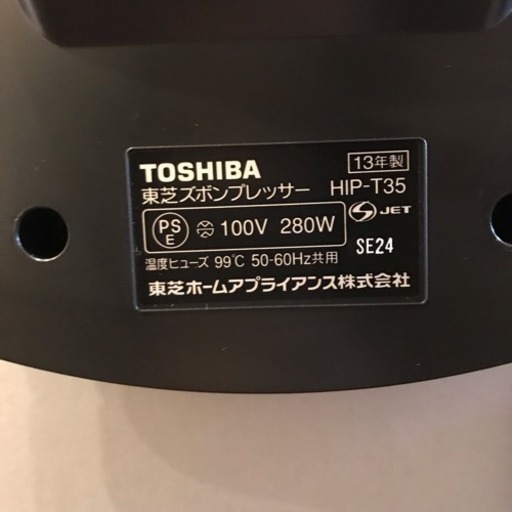 TOSHIBA 13年製
東芝ズボンプレッサー HIP-T35
PS E 100V 280W S JET
温度ヒューズ 99℃ 50-60Hz共用 SE24
東芝ホームアプライアンス株式会社